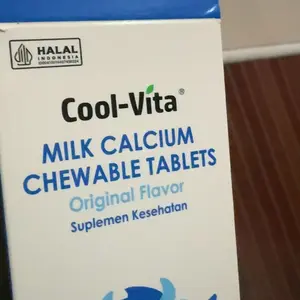 HALAL
INDONESIA
Cool-Vita®
MILK CALCIUM
CHEWABLE TABLETS
Original Flavor
Suplemen Kesehatan